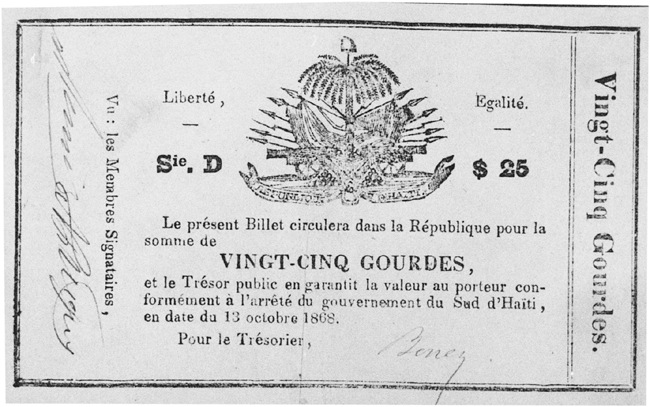 Liberté,
Egalité.
Sie. D
$ 25
Le présent Billet circulera dans la République pour la
somme de
VINGT-CINQ GOURDES,
et le Trésor public en garantit la valeur au porteur con-
formément à l'arrêté du gouvernement du Sud d'Haïti,
en date du 13 octobre 1868.
Pour le Trésorier,
Vu: les Membres Signataires,
Vingt-Cinq Gourdes.